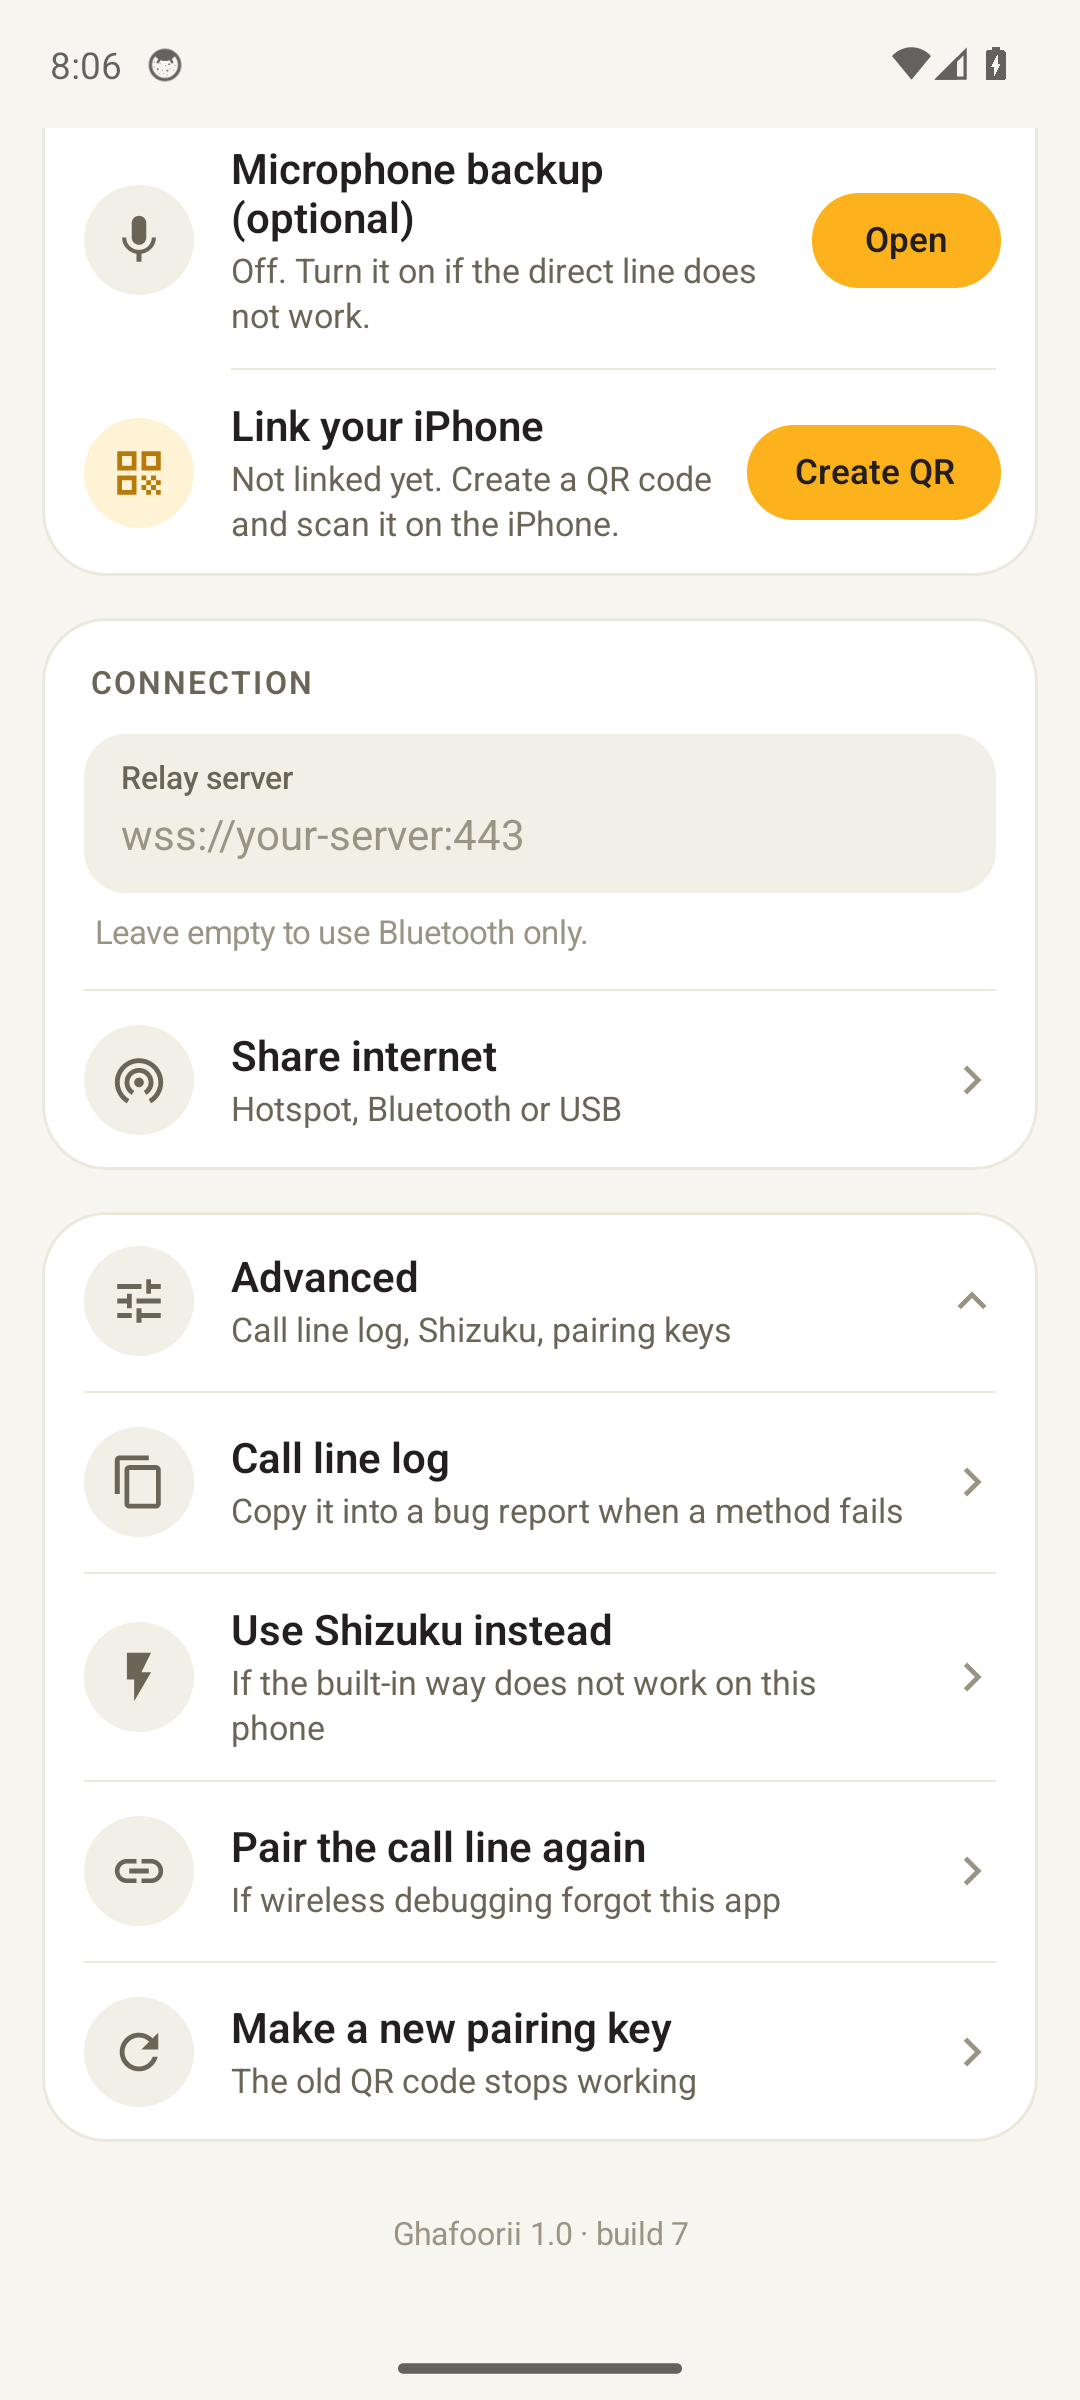 8:06
Microphone backup
(optional)
Off. Turn it on if the direct line does
not work.
Open
Link your iPhone
Not linked yet. Create a QR code
and scan it on the iPhone.
Create QR
CONNECTION
Relay server
wss://your-server:443
Leave empty to use Bluetooth only.
Share internet
Hotspot, Bluetooth or USB
Advanced
Call line log, Shizuku, pairing keys
Call line log
Copy it into a bug report when a method fails
Use Shizuku instead
If the built-in way does not work on this
phone
Pair the call line again
If wireless debugging forgot this app
Make a new pairing key
The old QR code stops working
Ghafoorii 1.0 · build 7